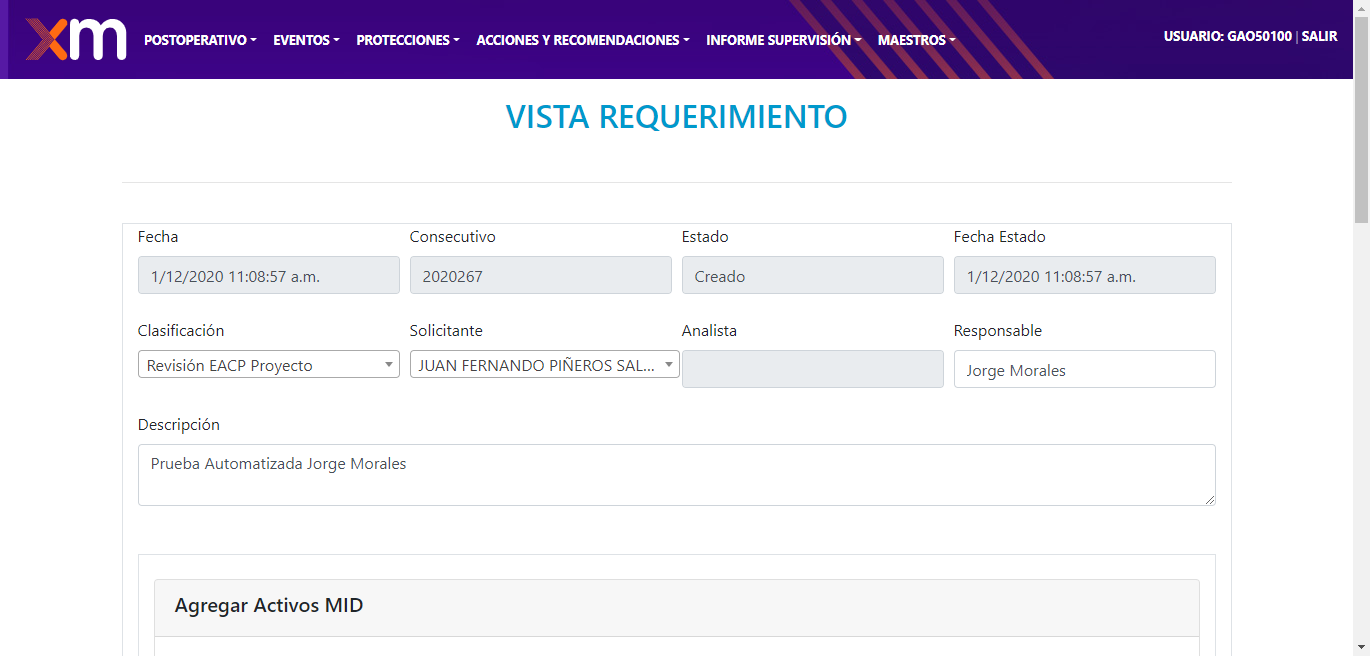 xm POSTOPERATIVO EVENTOS PROTECCIONES ACCIONES Y RECOMENDACIONES INFORME SUPERVISIÓN MAESTROS USUARIO: GAO50100 | SALIR
VISTA REQUERIMIENTO
Fecha Consecutivo Estado Fecha Estado
1/12/2020 11:08:57 a.m. 2020267 Creado 1/12/2020 11:08:57 a.m.
Clasificación Solicitante Analista Responsable
Revisión EACP Proyecto JUAN FERNANDO PIÑEROS SAL... Jorge Morales
Descripción
Prueba Automatizada Jorge Morales
Agregar Activos MID